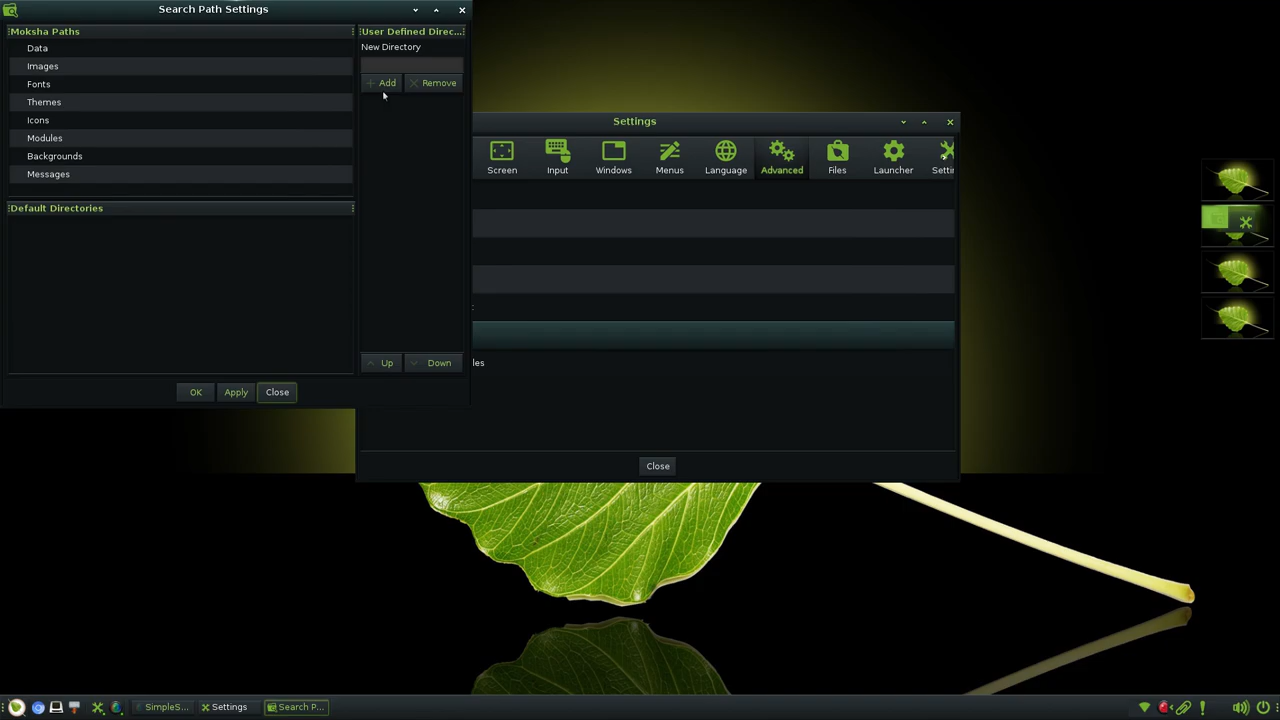 Search Path Settings
Moksha Paths
Data
Images
Fonts
Themes
Icons
Modules
Backgrounds
Messages
Default Directories
User Defined Direc...
New Directory
Add Remove
Up Down
OK Apply Close
Settings
Screen Input Windows Menus Language Advanced Files Launcher Settin
les
Close
SimpleS... Settings Search P...